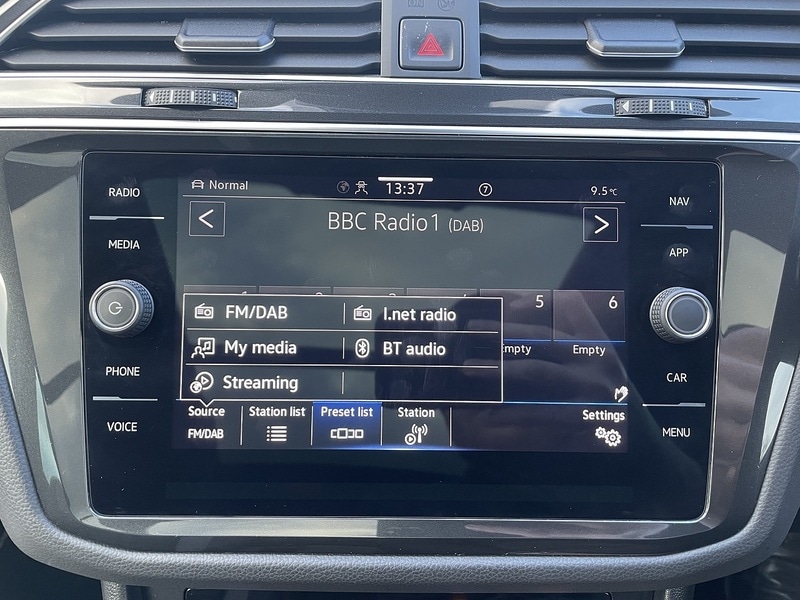 RADIO
MEDIA
PHONE
VOICE
Normal
13:37
7
9.5°C
BBC Radio1 (DAB)
5 6
Empty
FM/DAB I.net radio
My media BT audio
Streaming
Source Station list Preset list Station Settings
FM/DAB
NAV
APP
CAR
MENU